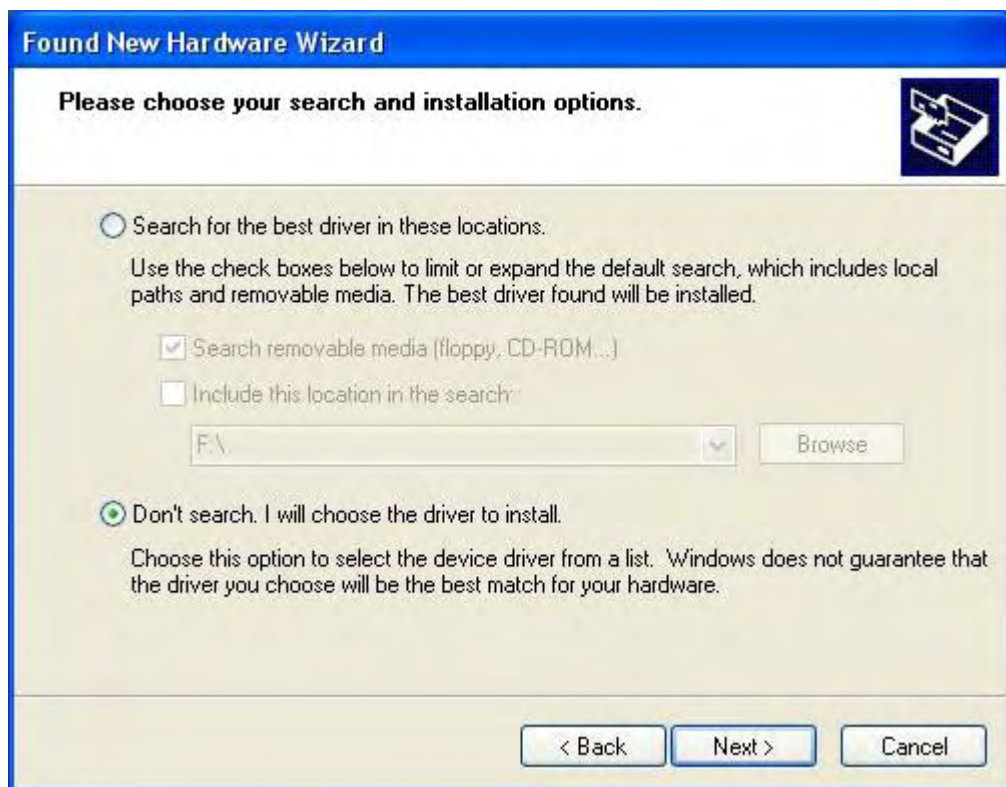 Found New Hardware Wizard
Please choose your search and installation options.
Search for the best driver in these locations.
Use the check boxes below to limit or expand the default search, which includes local
paths and removable media. The best driver found will be installed.
Search removable media (floppy, CD-ROM...)
Include this location in the search:
F:\
Browse
Don't search. I will choose the driver to install.
Choose this option to select the device driver from a list. Windows does not guarantee that
the driver you choose will be the best match for your hardware.
< Back
Next >
Cancel